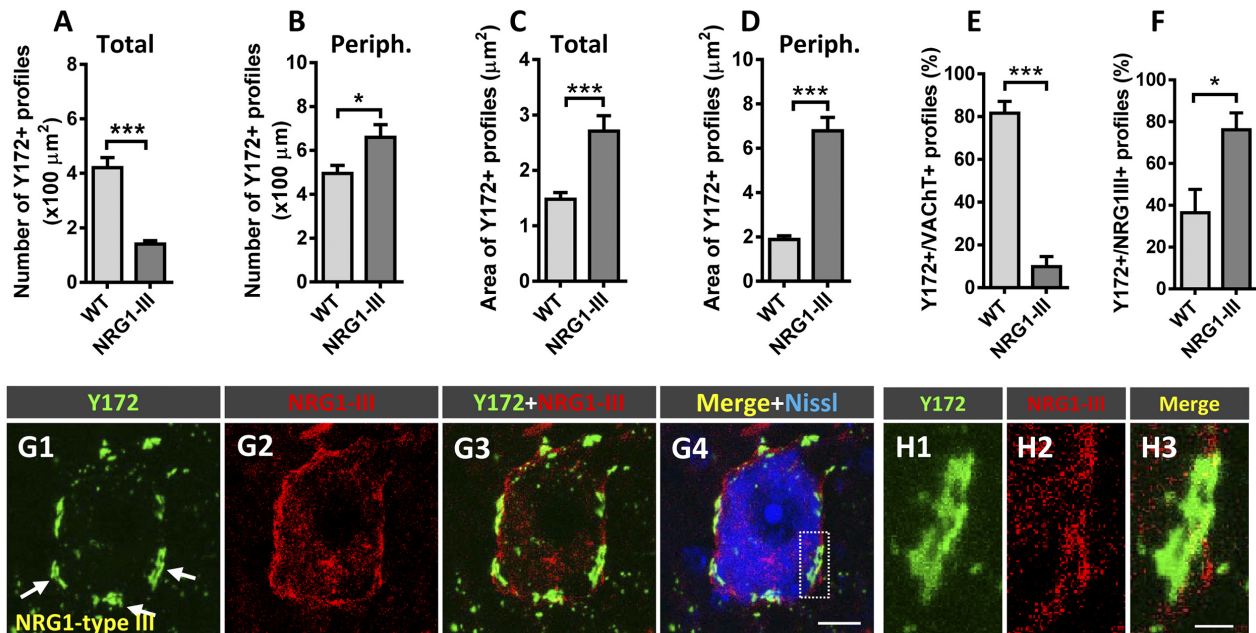 A
Total
Number of Y172+ profiles
(x100 μm²)
8
6
4
2
0
***
WT
NRG1-III
B
Periph.
Number of Y172+ profiles
(x100 μm)
10
8
6
4
2
0
*
WT
NRG1-III
C
Total
Area of Y172+ profiles (μm²)
4
3
2
1
0
***
WT
NRG1-III
D
Periph.
Area of Y172+ profiles (μm²)
10
8
6
4
2
0
***
WT
NRG1-III
E
Y172+/VAChT+ profiles (%)
80
60
40
20
0
***
WT
NRG1-III
F
Y172+/NRG1III+ profiles (%)
100
80
60
40
20
0
*
WT
NRG1-III
Y172
NRG1-III
Y172+NRG1-III
Merge+Nissl
Y172
NRG1-III
Merge
G1
G2
G3
G4
H1
H2
H3
NRG1-type III